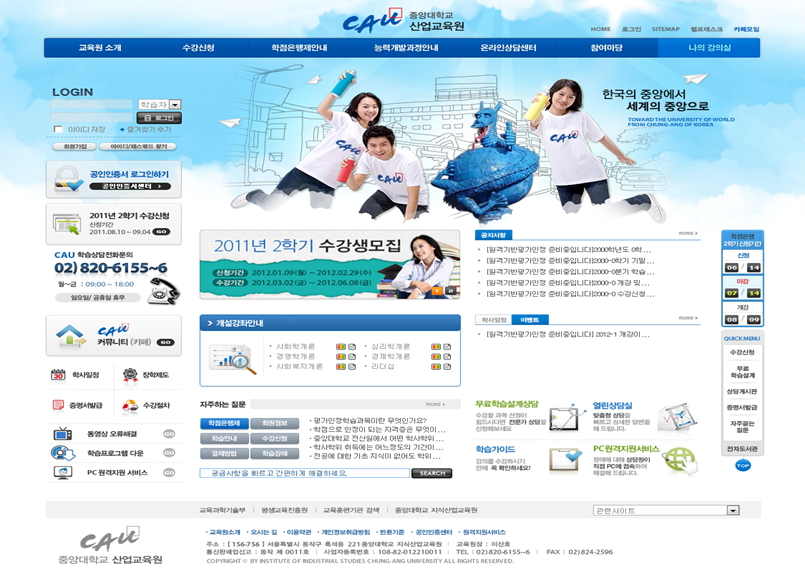 CAU 중앙대학교
산업교육원
HOME 로그인 SITEMAP 헬프데스크 카페모임
교육원 소개 수강신청 학점은행제안내 능력개발과정안내 온라인상담센터 참여마당 나의 강의실
LOGIN
학습자
로그인
아이디 저장 + 즐겨찾기 추가
회원가입 아이디/패스워드 찾기
공인인증서 로그인하기
공인인증서센터 >
2011년 2학기 수강신청
신청기간
2011.08.10 ~ 09.04 GO
CAU 학습상담전화문의
02) 820-6155~6
월~금 : 09:00 ~ 18:00
일요일/ 공휴일 휴무
CAU
커뮤니티 (카페) GO
학사일정 장학제도
증명서발급 수강절차
동영상 오류해결 GO
학습프로그램 다운 GO
PC 원격지원 서비스 GO
한국의 중앙에서
세계의 중앙으로
TOWARD THE UNIVERSITY OF WORLD
FROM CHUNG-ANG OF KOREA
CAU
CAU
CAU
2011년 2학기 수강생모집
신청기간 2012.01.09(월) ~ 2012.02.29(수)
수강기간 2012.03.02(금) ~ 2012.06.08(금)
1 2
> 개설강좌안내
· 사회학개론 · 심리학개론
· 경영학개론 · 경제학개론
· 사회복지개론 · 리더십
자주하는 질문 more
학점은행제 회원정보
학습안내 수강신청
결제방법 학습장애
· 평가인정학습과목이란 무엇인가요?
· 학점으로 인정이 되는 자격증은 무엇이 ...
· 중앙대학교 전산원에서 어떤 학사학위 ...
· 학사학위 취득에는 어느정도의 기간이 ...
· 전공에 대한 기초 지식이 없어도 학위 ...
궁금사항을 빠르고 간편하게 해결하세요. SEARCH
공지사항 more
· [원격기반평가인정 준비중입니다]2000학년도 0학 ...
· [원격기반평가인정 준비중입니다]2000-0학기 기말 ...
· [원격기반평가인정 준비중입니다]2000-0분기 학습 ...
· [원격기반평가인정 준비중입니다]2000-0 개강 및 ...
· [원격기반평가인정 준비중입니다]2000-0 수강신청 ...
학사일정 이벤트 more
· [원격기반평가인정 준비중입니다] 2012-1 개강이 ...
무료학습설계상담
수강할 과목 선정이
힘드시다면 전문가 상담을
신청해보세요
열린상담실
맞춤형 상담을
빠르고 상세한 답변을
해 드립니다.
학습가이드
강의를 수강하시기
전에 꼭 확인하세요!
PC 원격지원서비스
장애에 대해 상담원이
직접 PC에 접속하여
해결해 드립니다.
학점은행
2학기 신청기간
신청
06 / 14
마감
07 / 14
개강
08 / 09
QUICK MENU
수강신청
무료
학습설계
상담게시판
증명서발급
자주묻는
질문
전자도서관
TOP
교육과학기술부 | 평생교육진흥원 | 교육훈련기관 검색 | 중앙대학교 지식산업교육원
관련사이트
CAU
중앙대학교 산업교육원
· 교육원소개 · 오시는 길 · 이용약관 · 개인정보취급방침 · 반환기준 · 공인인증센터 · 원격지원서비스
주소 : [ 156-756 ] 서울특별시 동작구 흑석동 221 중앙대학교 지식산업교육원 | 교육원장 : 이산호
통신판매업신고 : 동작 제 0011호 | 사업자등록번호 : 108-82-012210011 | TEL : 02) 820-6155~6 | FAX : 02) 824-2596
COPYRIGHT © BY INSTITUTE OF INDUSTRIAL STUDIES CHUNG-ANG UNIVERSITY ALL RIGHTS RESERVED.